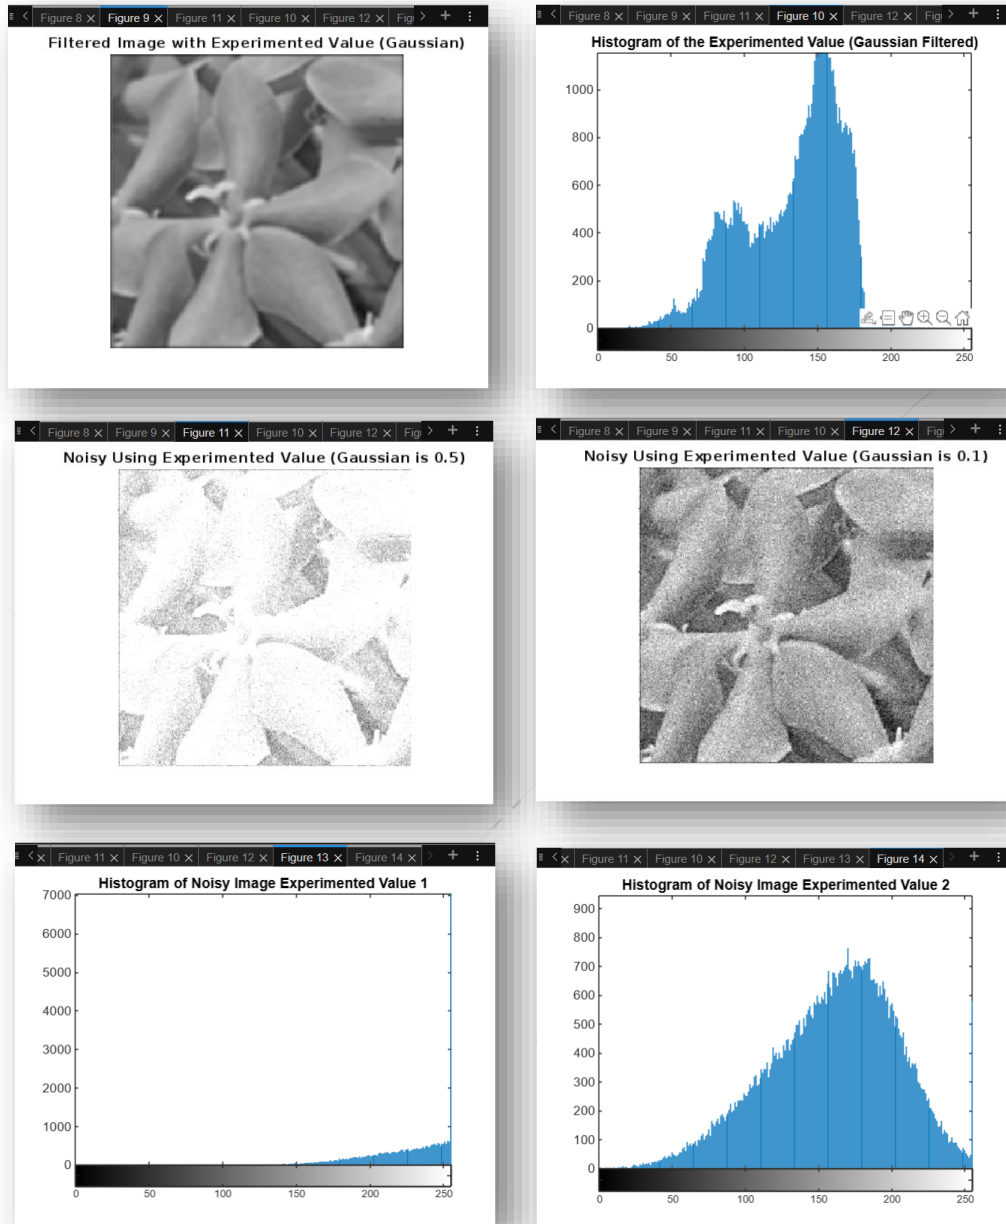 Figure 8 Figure 9 Figure 11 Figure 10 Figure 12
Filtered Image with Experimented Value (Gaussian)
Figure 8 Figure 9 Figure 11 Figure 10 Figure 12
Histogram of the Experimented Value (Gaussian Filtered)
1000
800
600
400
200
0
0 50 100 150 200 250
Figure 8 Figure 9 Figure 11 Figure 10 Figure 12
Noisy Using Experimented Value (Gaussian is 0.5)
Figure 8 Figure 9 Figure 11 Figure 10 Figure 12
Noisy Using Experimented Value (Gaussian is 0.1)
Figure 11 Figure 10 Figure 12 Figure 13 Figure 14
Histogram of Noisy Image Experimented Value 1
7000
6000
5000
4000
3000
2000
1000
0
0 50 100 150 200 250
Figure 11 Figure 10 Figure 12 Figure 13 Figure 14
Histogram of Noisy Image Experimented Value 2
900
800
700
600
500
400
300
200
100
0
0 50 100 150 200 250